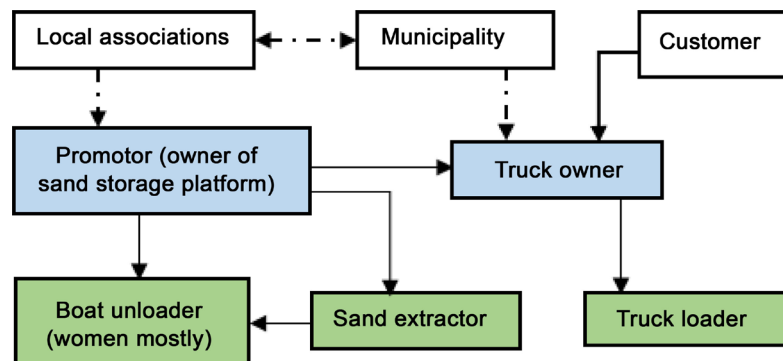 Local associations
Municipality
Customer
Promotor (owner of
sand storage platform)
Truck owner
Boat unloader
(women mostly)
Sand extractor
Truck loader